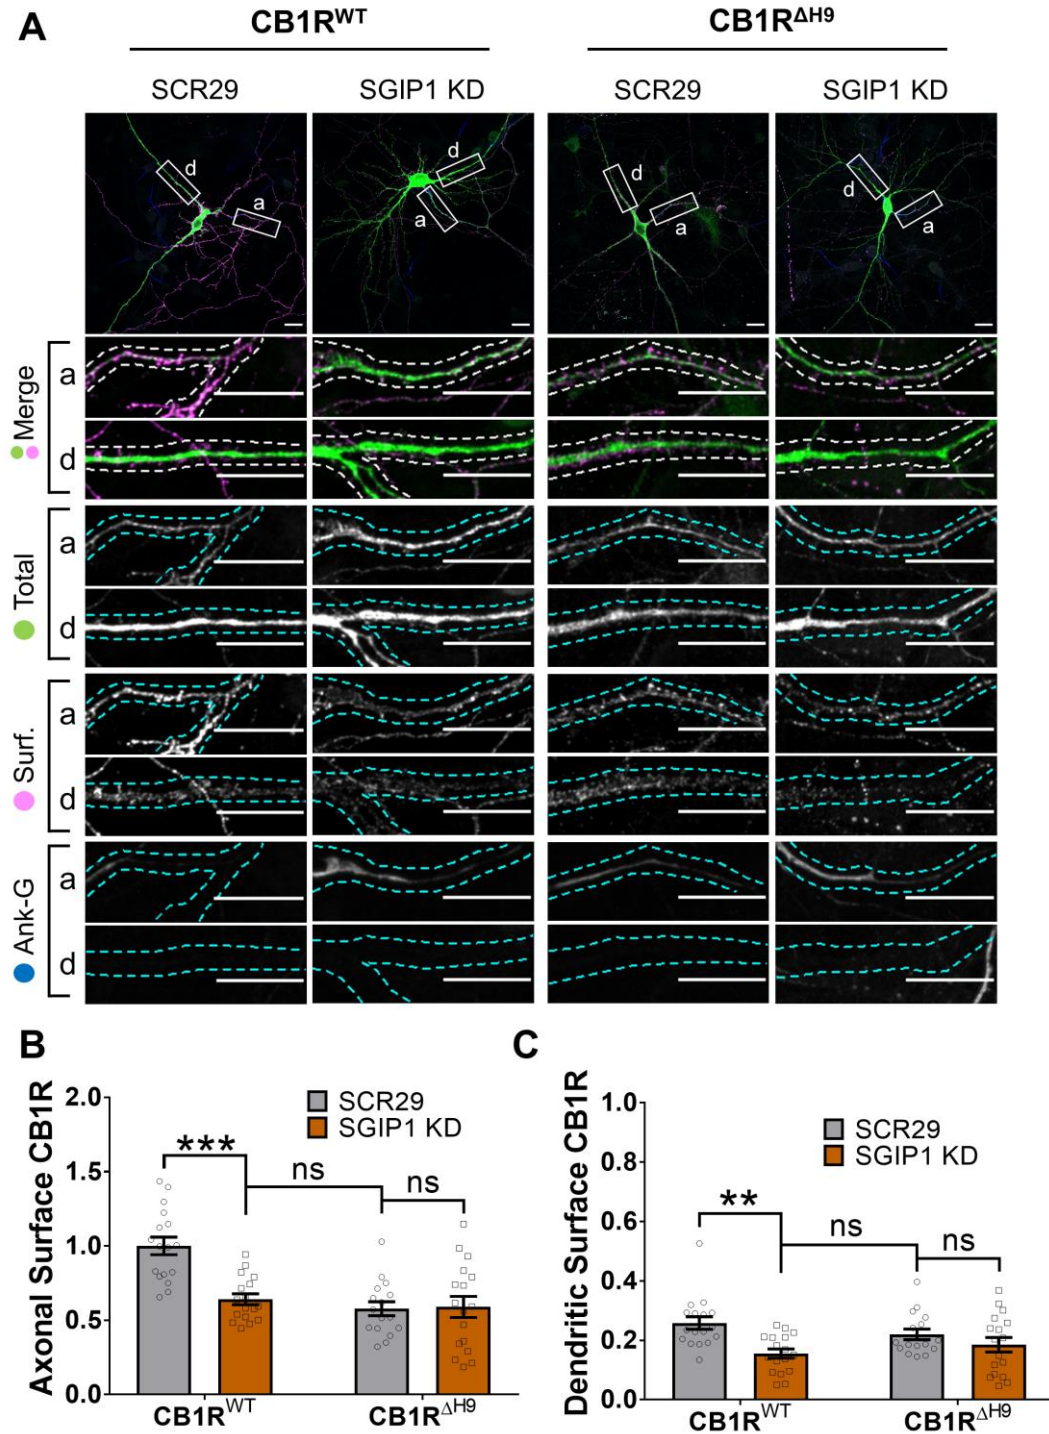 A
CB1R^WT CB1R^ΔH9
SCR29 SGIP1 KD SCR29 SGIP1 KD
d a d a d a d a
Merge
a
d
Total
a
d
Surf.
a
d
Ank-G
a
d
B
Axonal Surface CB1R
2.0
1.5
1.0
0.5
0.0
SCR29
SGIP1 KD
*** ns ns
CB1R^WT CB1R^ΔH9
C
Dendritic Surface CB1R
1.0
0.8
0.6
0.4
0.2
0.0
SCR29
SGIP1 KD
** ns ns
CB1R^WT CB1R^ΔH9